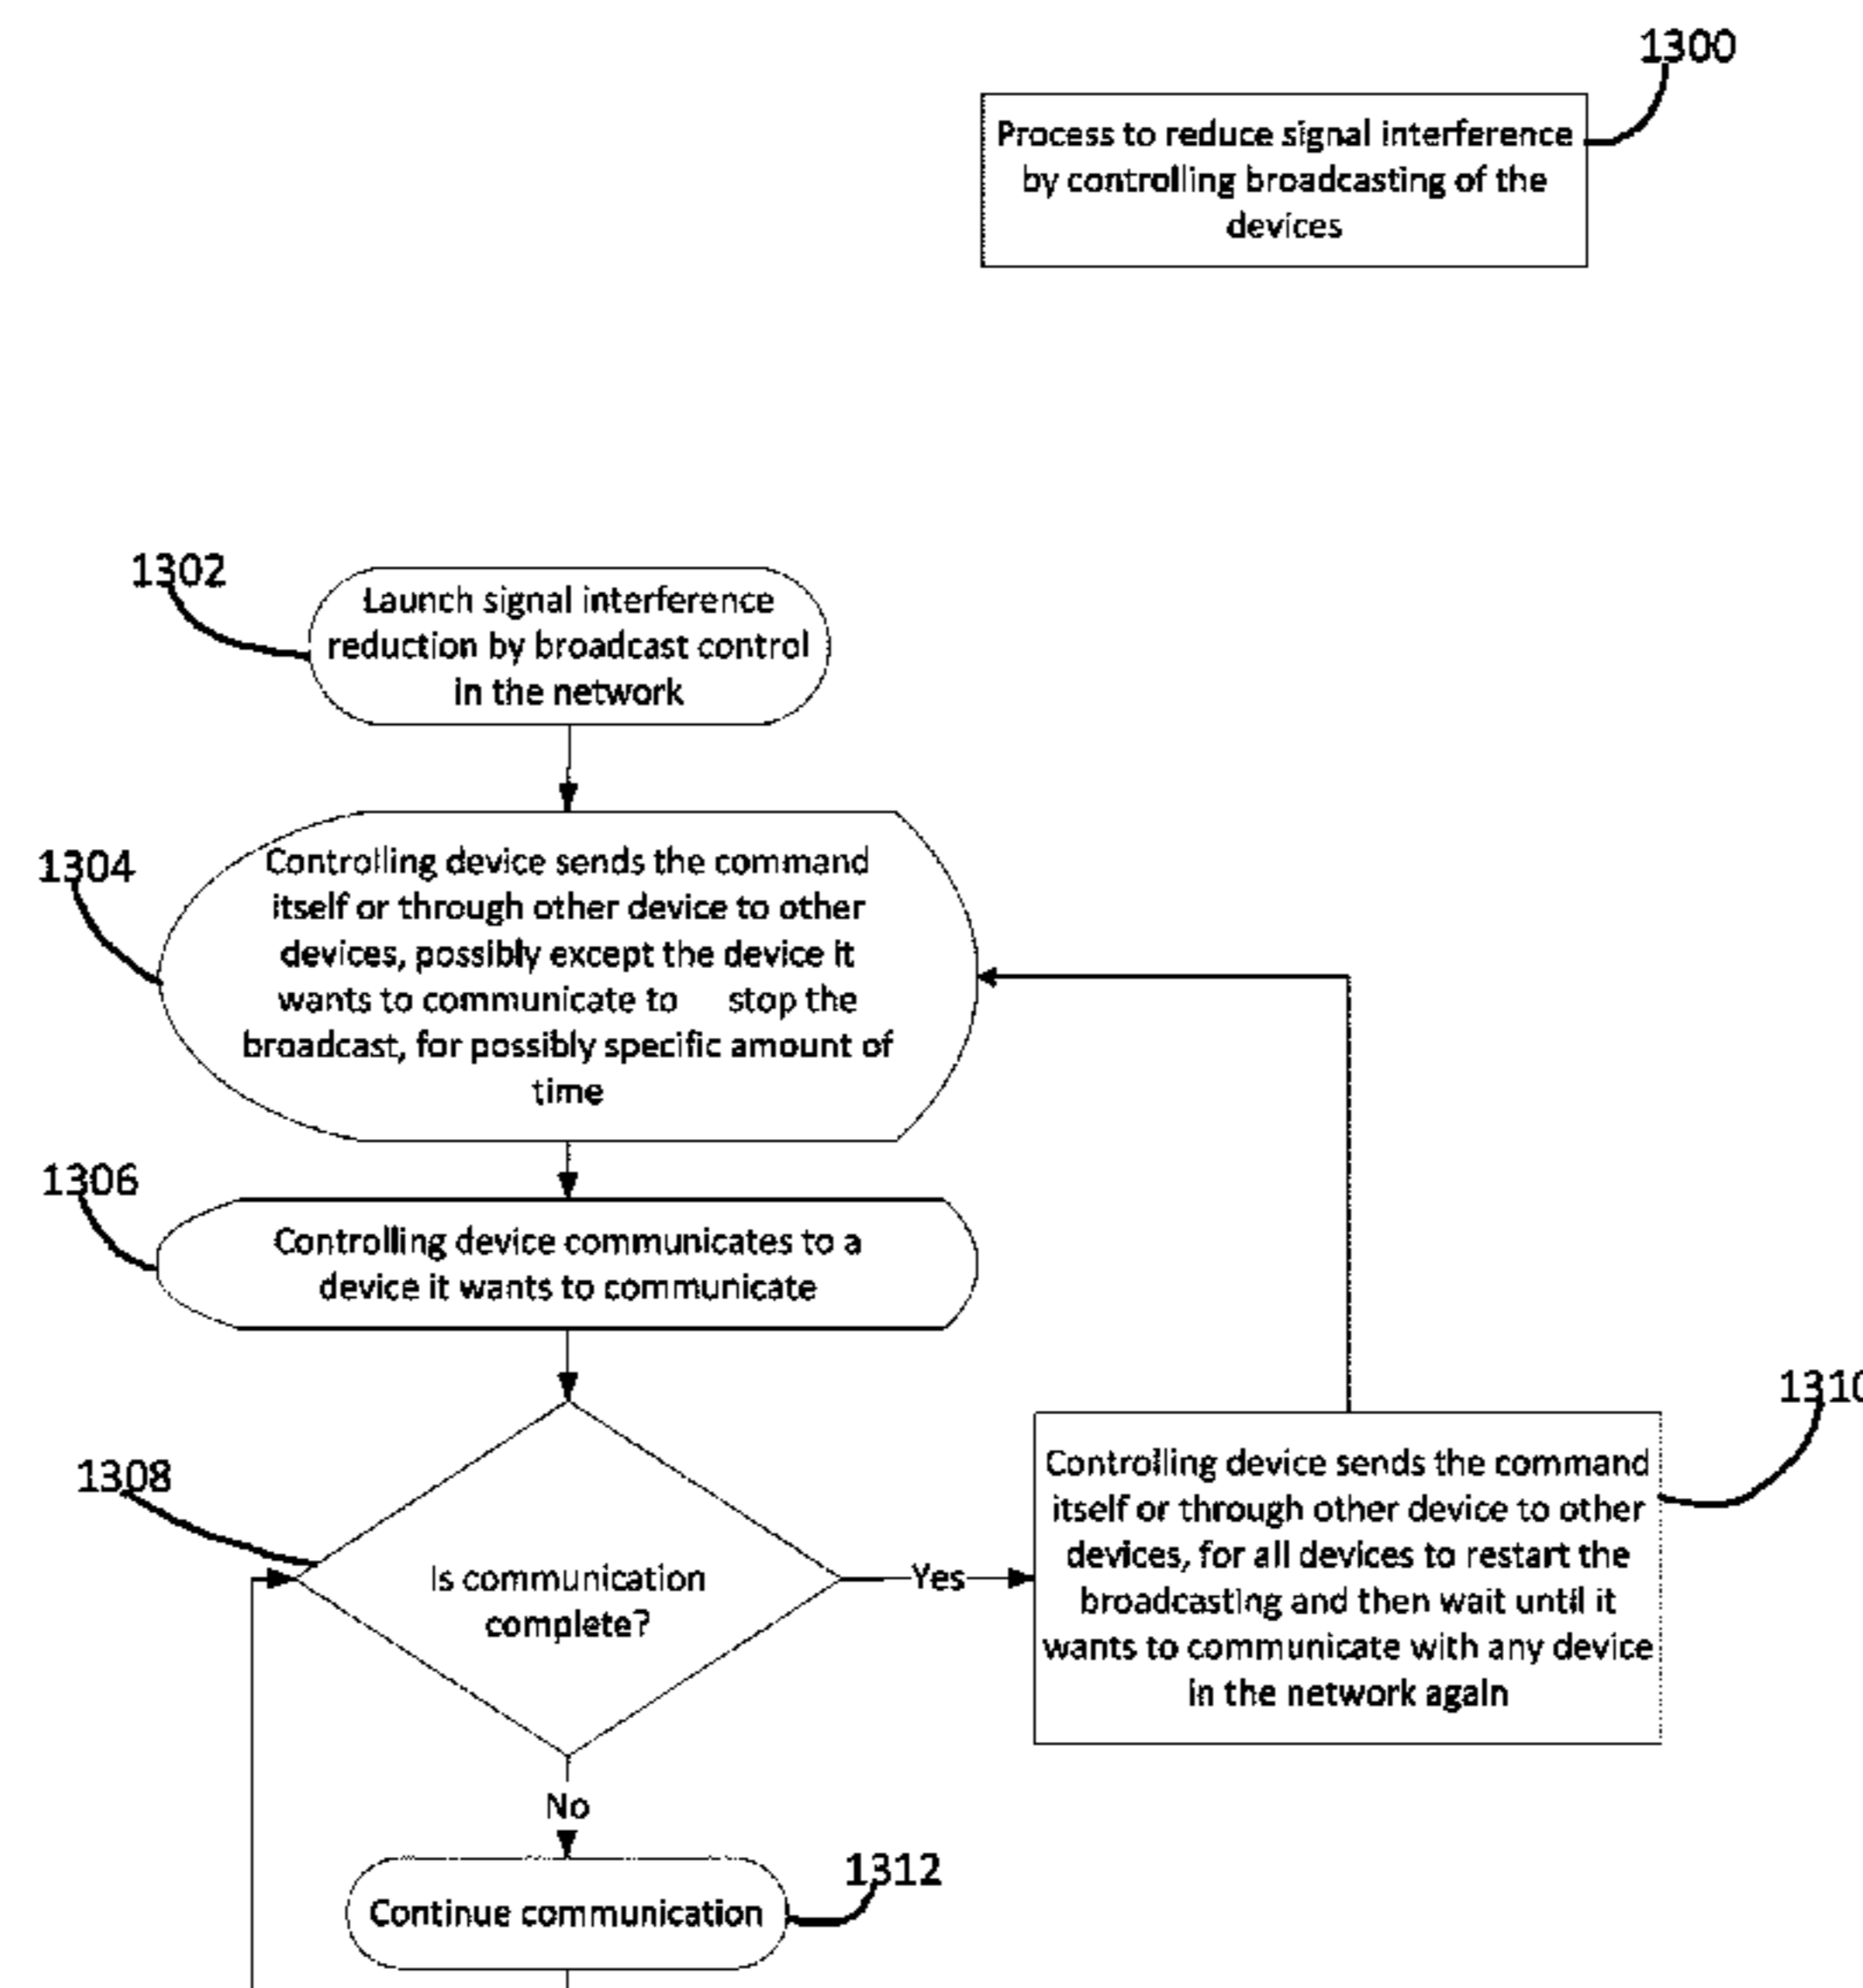 1300
Process to reduce signal interference
by controlling broadcasting of the
devices
1302
Launch signal interference
reduction by broadcast control
in the network
1304
Controlling device sends the command
itself or through other device to other
devices, possibly except the device it
wants to communicate to stop the
broadcast, for possibly specific amount of
time
1306
Controlling device communicates to a
device it wants to communicate
1308
Is communication
complete?
Yes
1310
Controlling device sends the command
itself or through other device to other
devices, for all devices to restart the
broadcasting and then wait until it
wants to communicate with any device
in the network again
No
1312
Continue communication